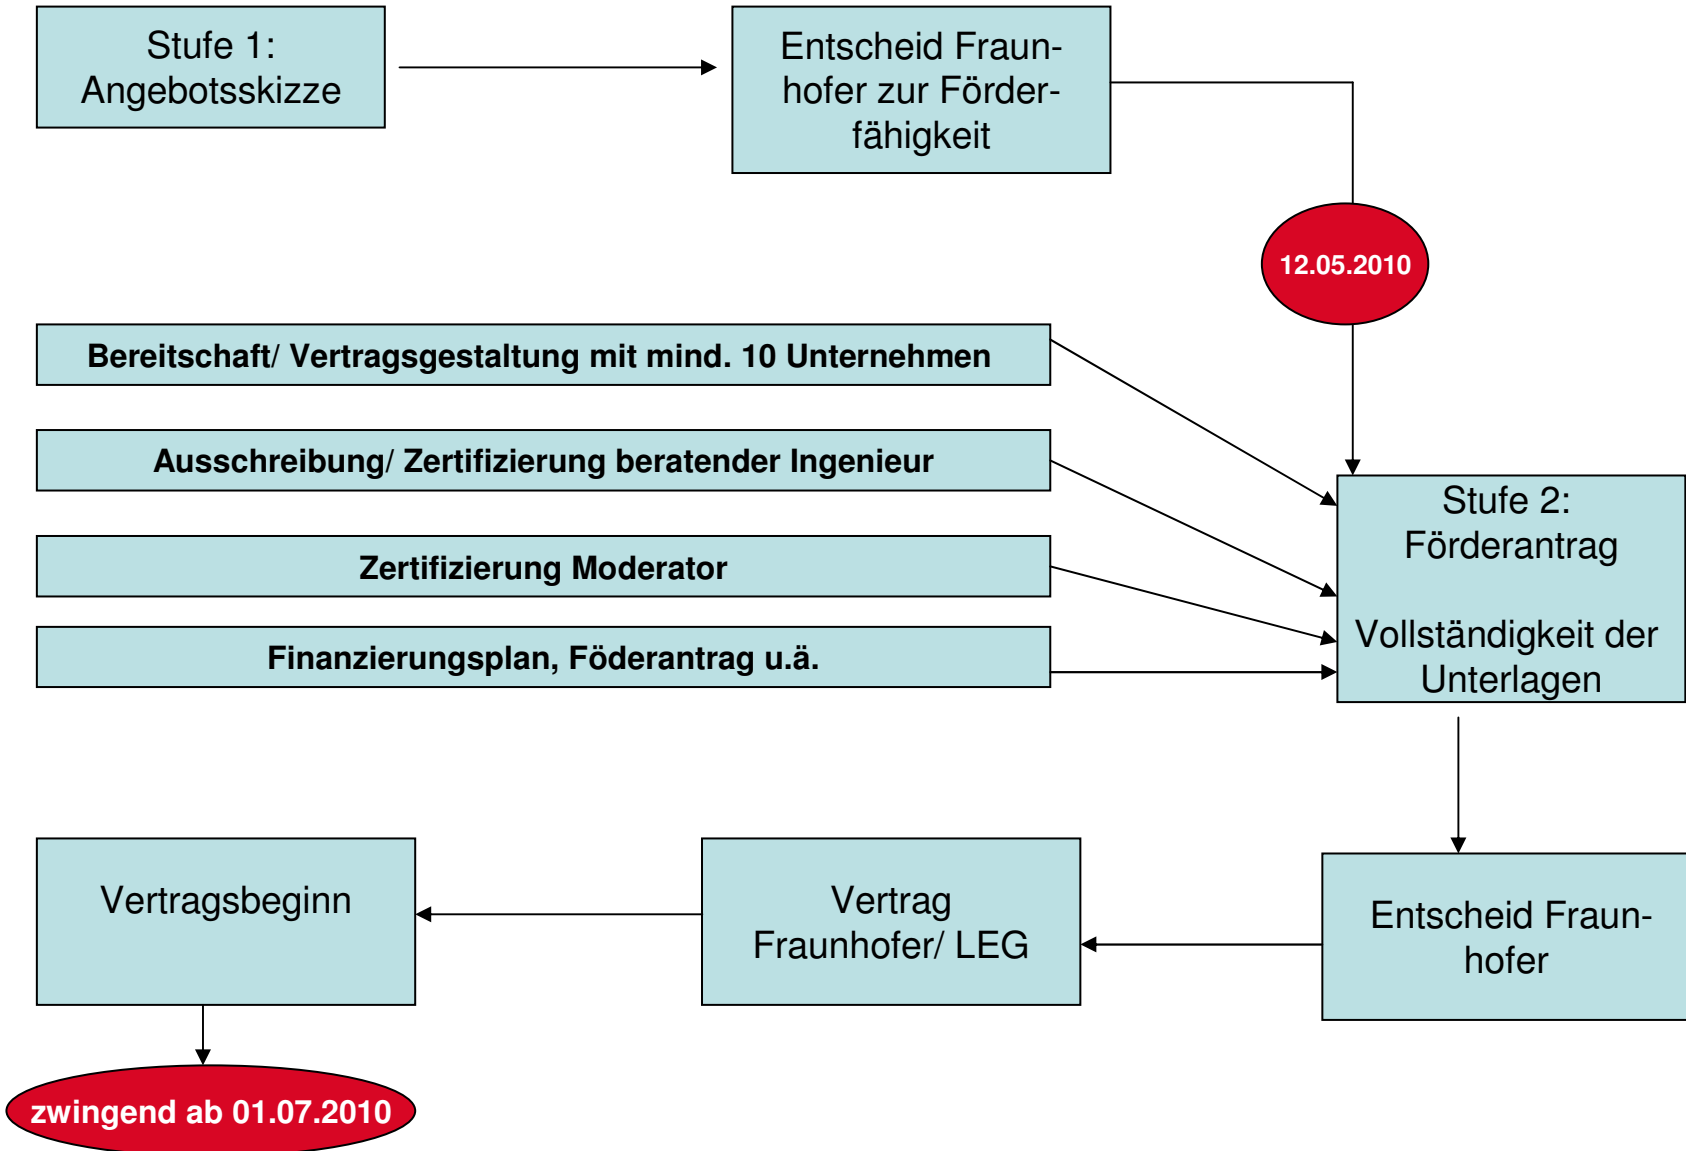 Stufe 1:
Angebotsskizze
Entscheid Fraun-
hofer zur Förder-
fähigkeit
12.05.2010
Bereitschaft/ Vertragsgestaltung mit mind. 10 Unternehmen
Ausschreibung/ Zertifizierung beratender Ingenieur
Zertifizierung Moderator
Finanzierungsplan, Föderantrag u.ä.
Stufe 2:
Förderantrag
Vollständigkeit der
Unterlagen
Vertragsbeginn
Vertrag
Fraunhofer/ LEG
Entscheid Fraun-
hofer
zwingend ab 01.07.2010